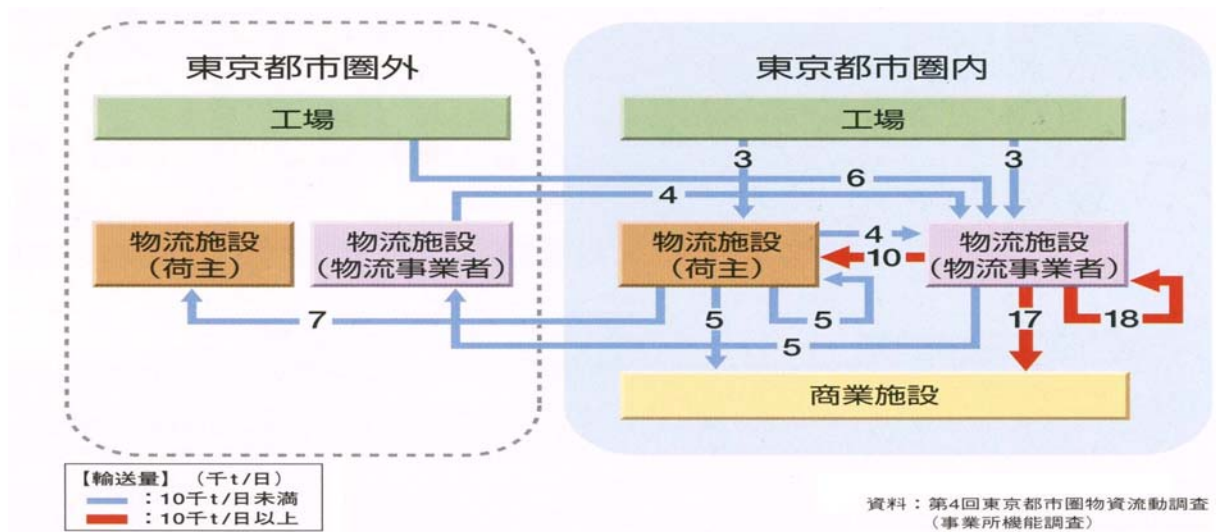 東京都市圏外
東京都市圏内
工場
工場
3
3
6
4
物流施設
(荷主)
物流施設
(物流事業者)
物流施設
(荷主)
4
10
物流施設
(物流事業者)
7
5
5
17
18
5
商業施設
【輸送量】 (千t/日)
:10千t/日未満
:10千t/日以上
資料:第4回東京都市圏物資流動調査
(事業所機能調査)